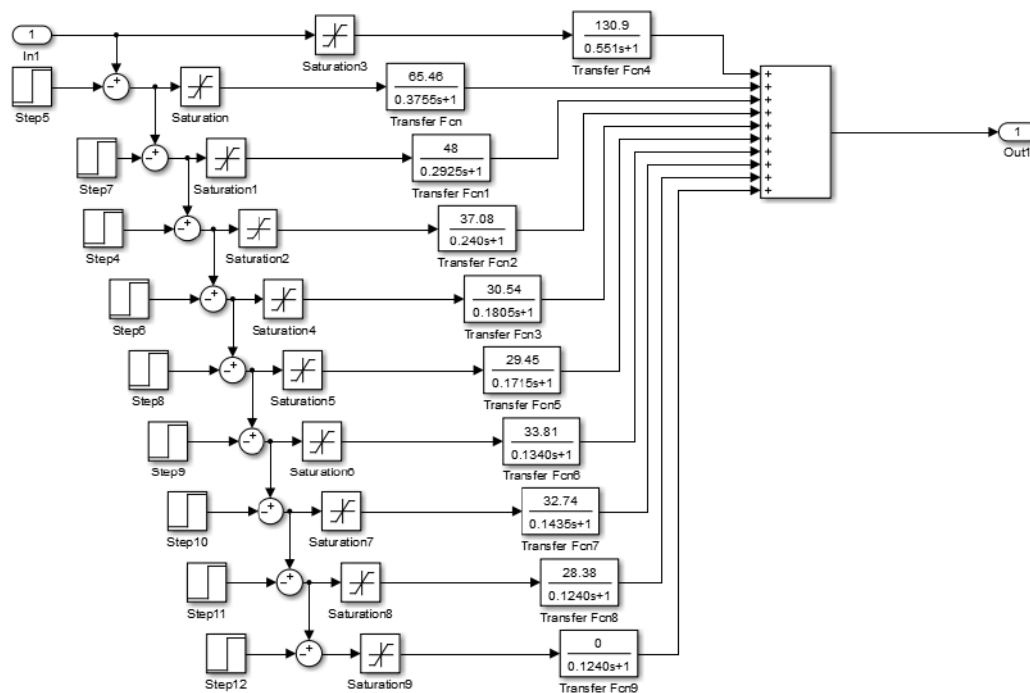 1
In1
Saturation3
130.9
0.551s+1
Transfer Fcn4
Step5
- +
Saturation
65.46
0.3755s+1
Transfer Fcn
+
+
+
+
+
+
+
+
+
+
1
Out1
Step7
- +
Saturation1
48
0.2925s+1
Transfer Fcn1
Step4
- +
Saturation2
37.08
0.240s+1
Transfer Fcn2
Step6
- +
Saturation4
30.54
0.1805s+1
Transfer Fcn3
Step8
- +
Saturation5
29.45
0.1715s+1
Transfer Fcn5
Step9
- +
Saturation6
33.81
0.1340s+1
Transfer Fcn6
Step10
- +
Saturation7
32.74
0.1435s+1
Transfer Fcn7
Step11
- +
Saturation8
28.38
0.1240s+1
Transfer Fcn8
Step12
- +
Saturation9
0
0.1240s+1
Transfer Fcn9